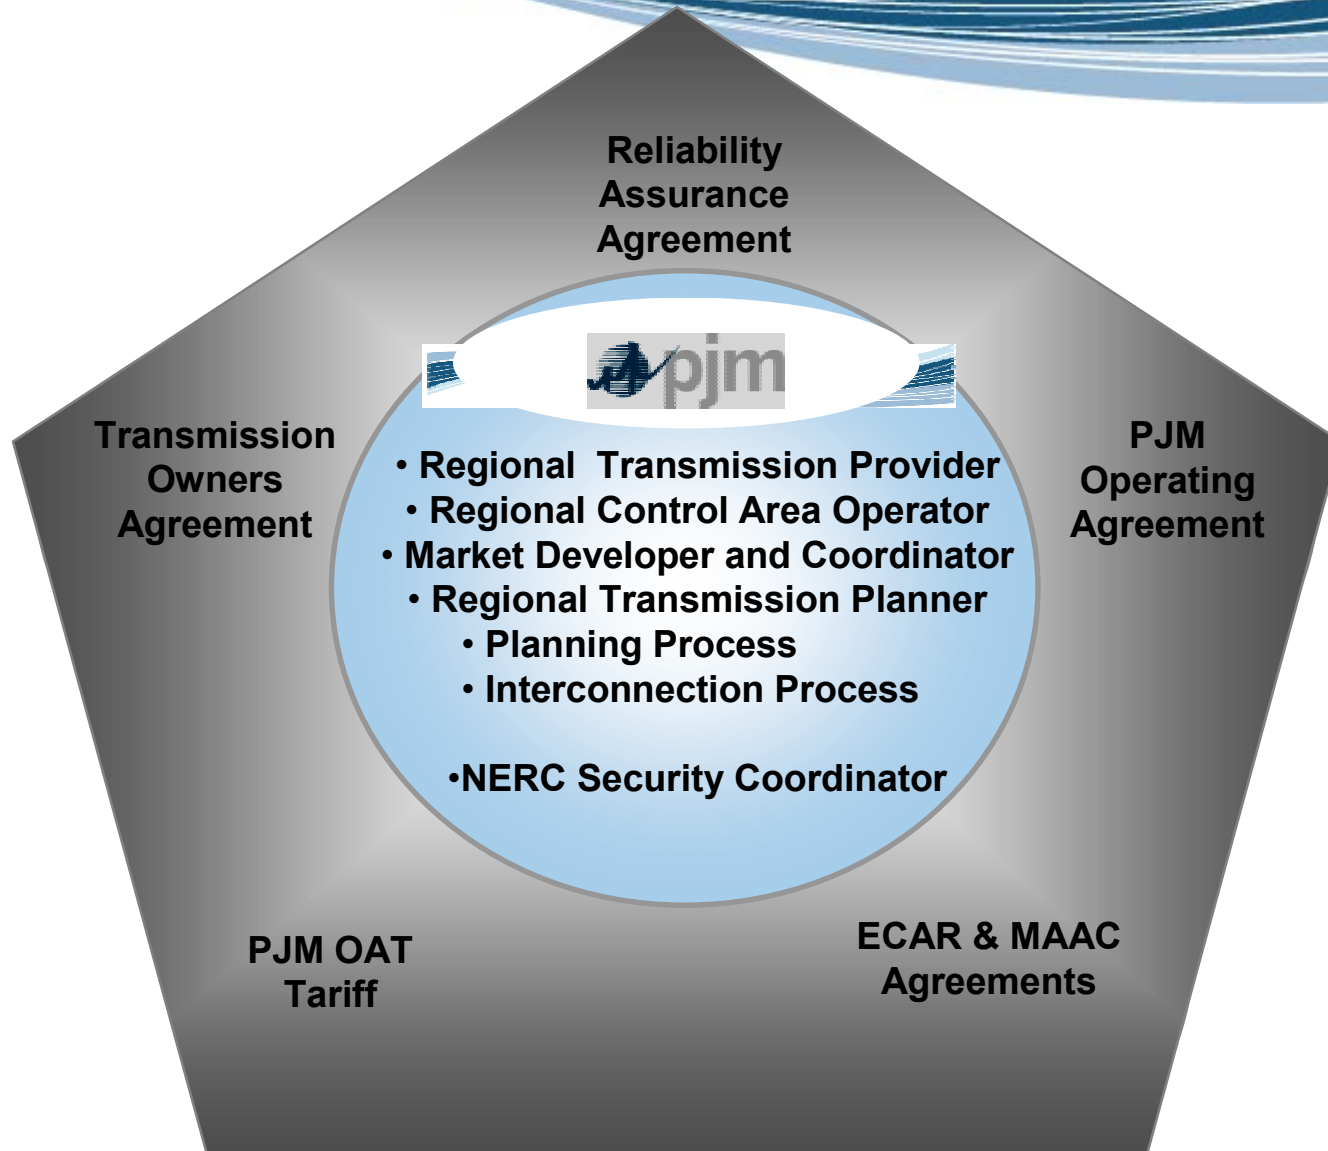 Reliability
Assurance
Agreement
pjm
Transmission
Owners
Agreement
PJM
Operating
Agreement
• Regional  Transmission Provider
• Regional Control Area Operator
• Market Developer and Coordinator
• Regional Transmission Planner
• Planning Process
• Interconnection Process
•NERC Security Coordinator
PJM OAT
Tariff
ECAR & MAAC
Agreements